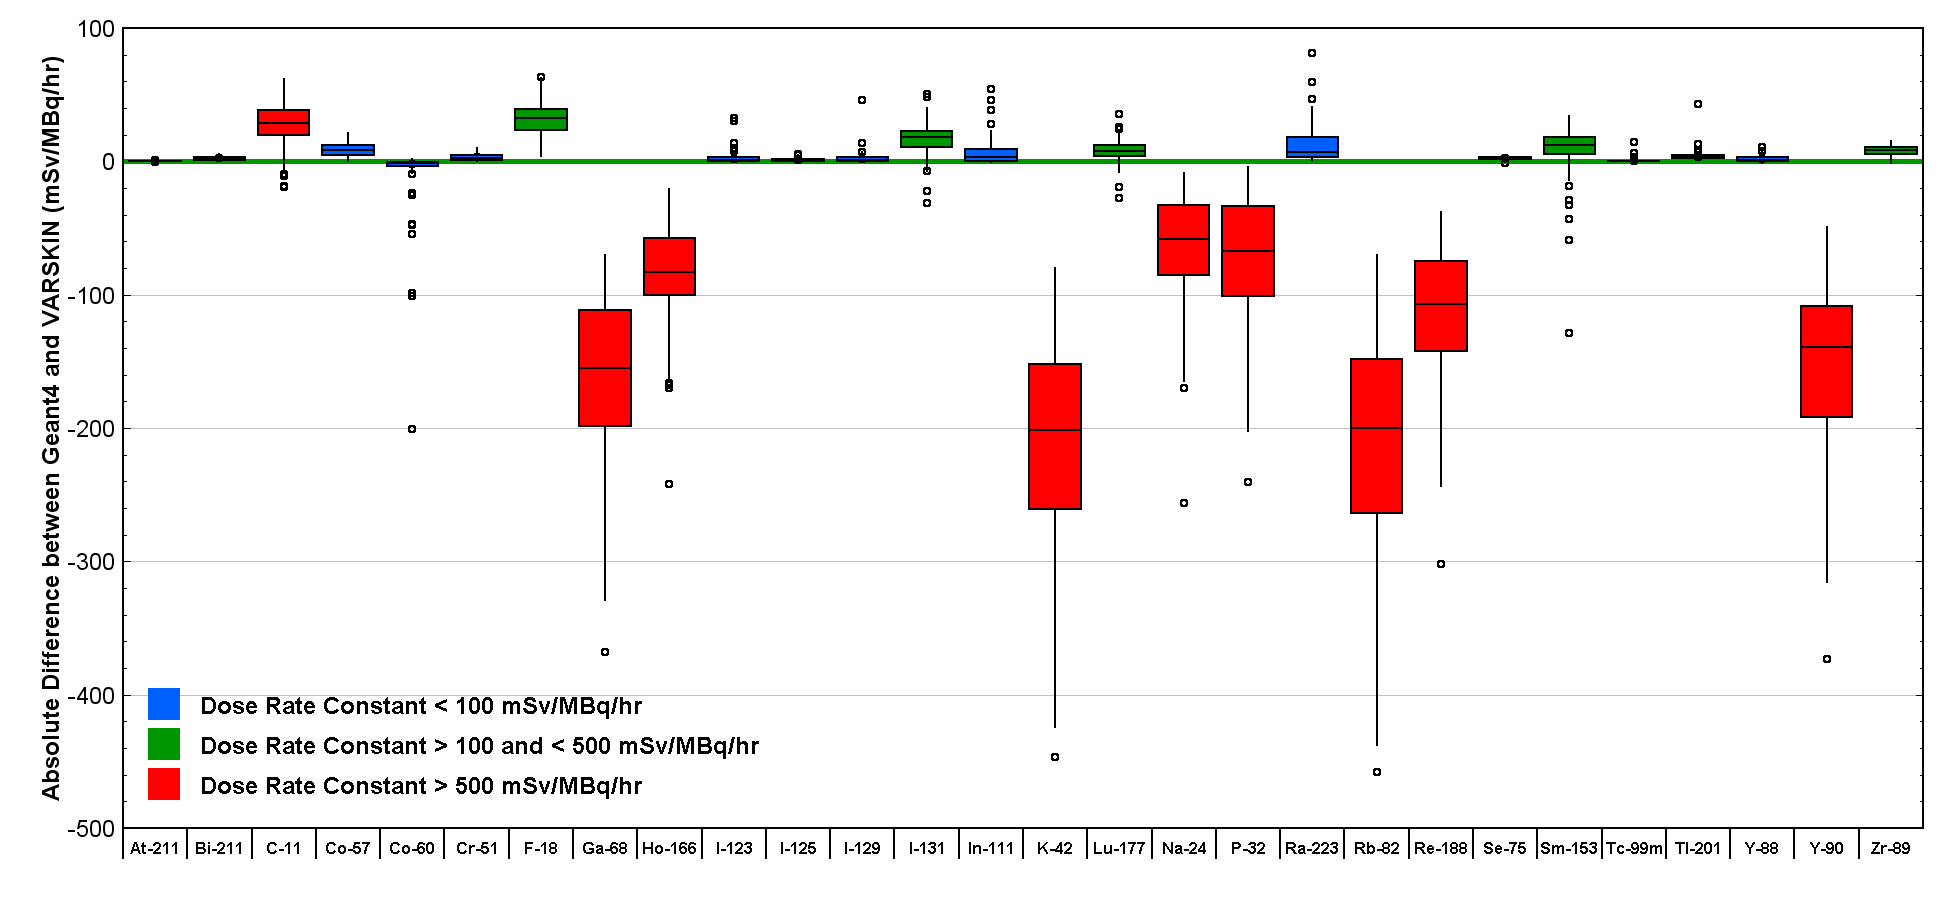 Absolute Difference between Geant4 and VARSKIN (mSv/MBq/hr)
100
0
-100
-200
-300
-400
-500
Dose Rate Constant < 100 mSv/MBq/hr
Dose Rate Constant > 100 and < 500 mSv/MBq/hr
Dose Rate Constant > 500 mSv/MBq/hr
At-211 Bi-211 C-11 Co-57 Co-60 Cr-51 F-18 Ga-68 Ho-166 I-123 I-125 I-129 I-131 In-111 K-42 Lu-177 Na-24 P-32 Ra-223 Rb-82 Re-188 Se-75 Sm-153 Tc-99m Tl-201 Y-88 Y-90 Zr-89